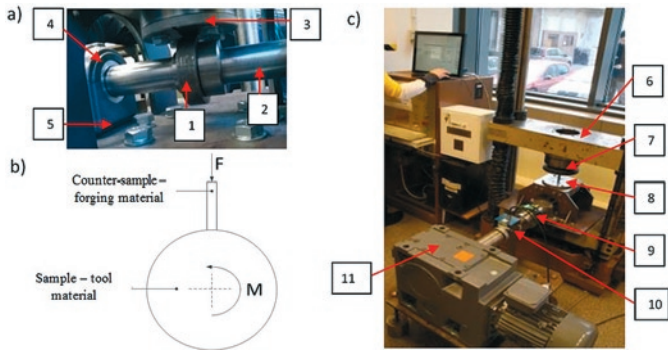 a)
4
3
5
1
2
b)
F
Counter-sample –
forging material
Sample – tool
material
M
c)
6
7
8
9
10
11